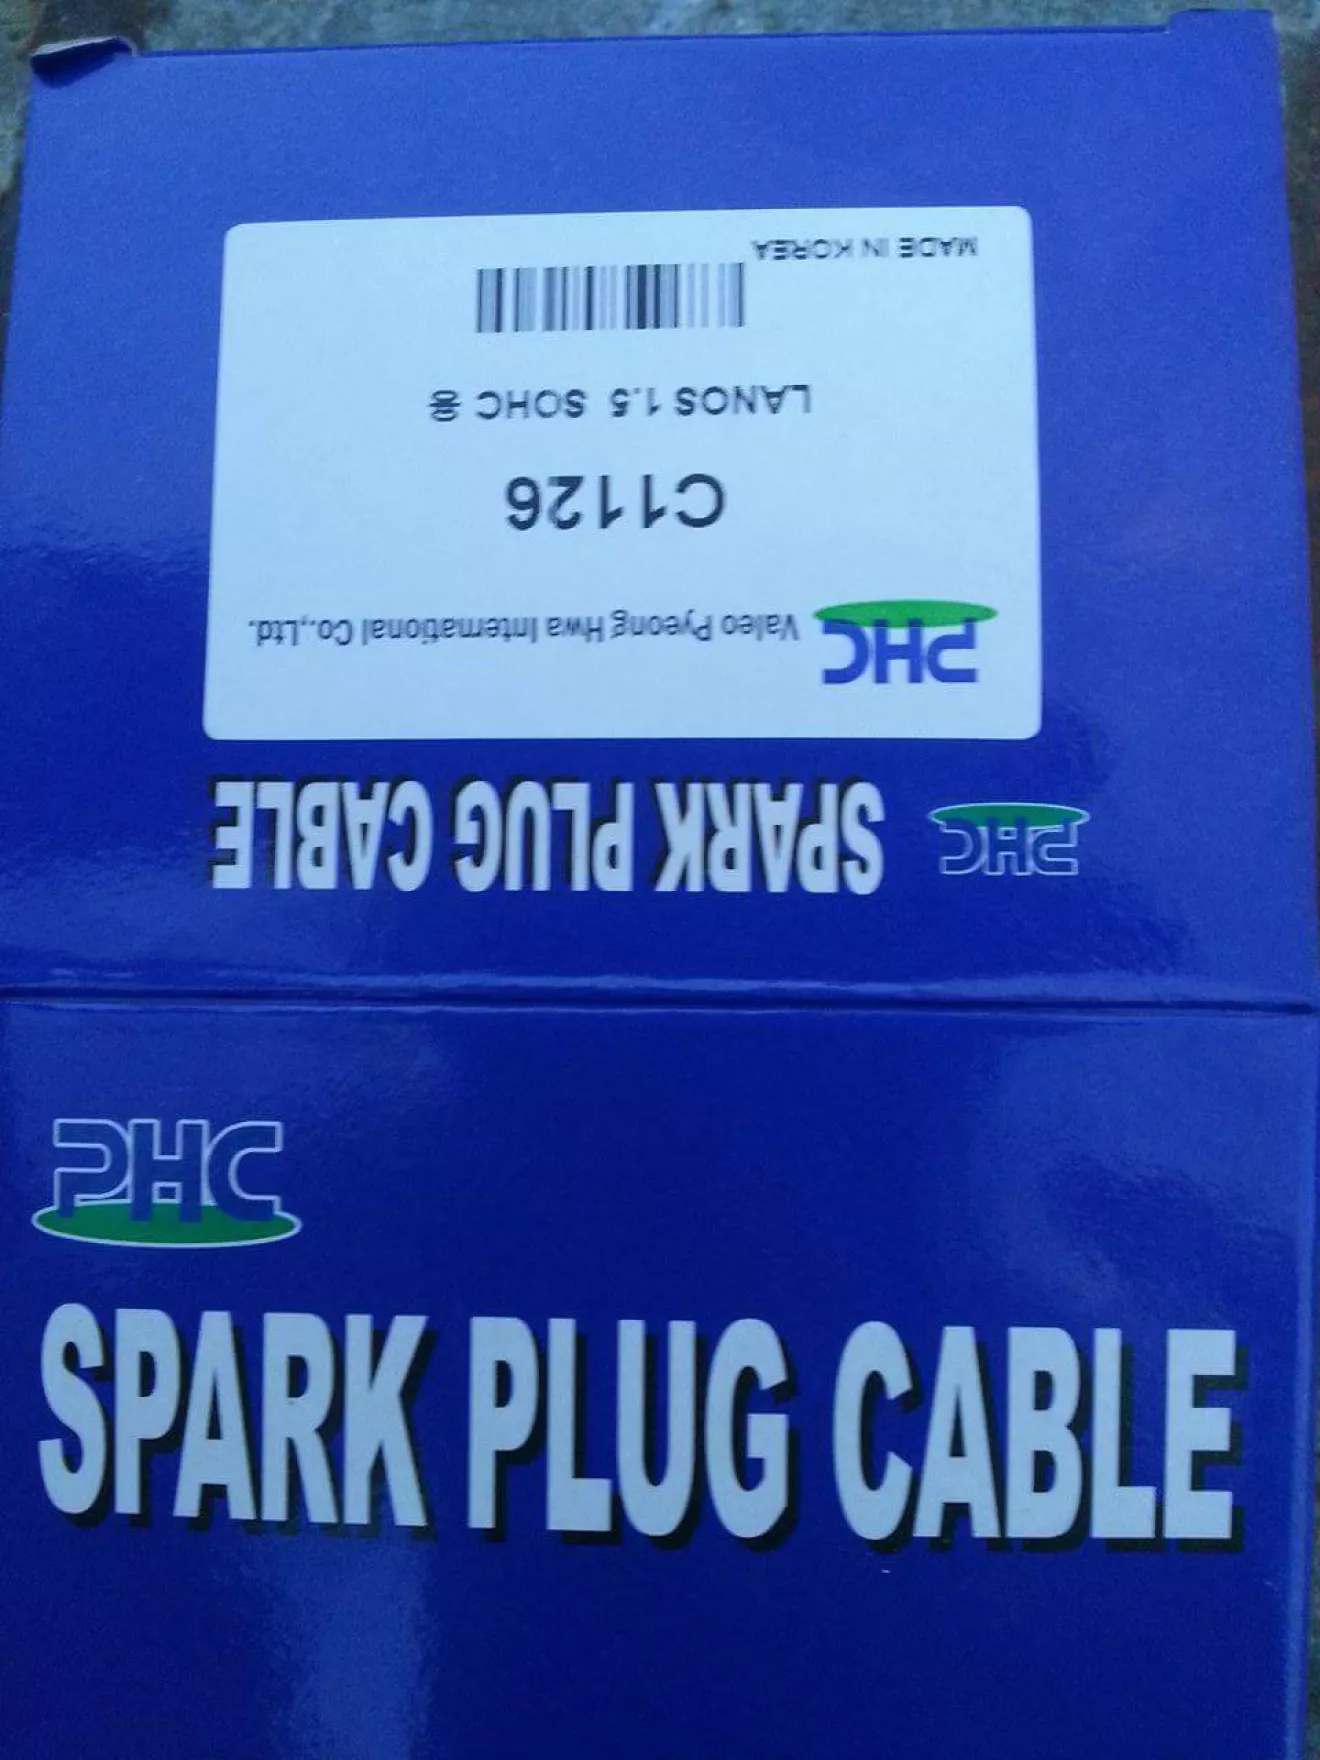 MADE IN KOREA
LANOS 1.5 SOHC 용
C1126
PHC Valeo Pyeong Hwa International Co.,Ltd.
PHC SPARK PLUG CABLE
PHC
SPARK PLUG CABLE